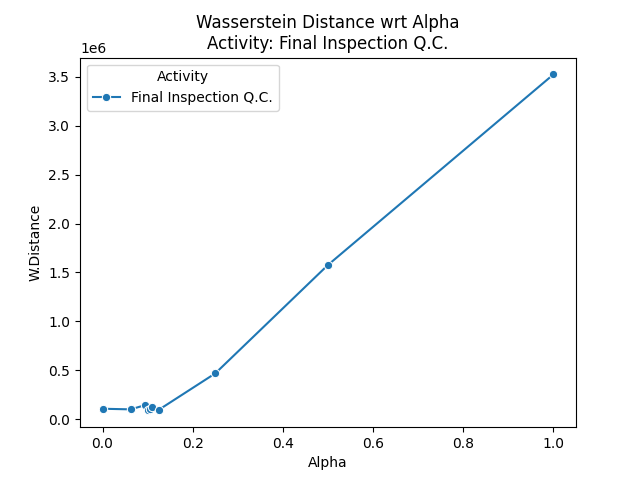 Wasserstein Distance wrt Alpha
Activity: Final Inspection Q.C.
1e6
Activity
Final Inspection Q.C.
3.5
3.0
2.5
2.0
1.5
1.0
0.5
0.0
W.Distance
0.0 0.2 0.4 0.6 0.8 1.0
Alpha